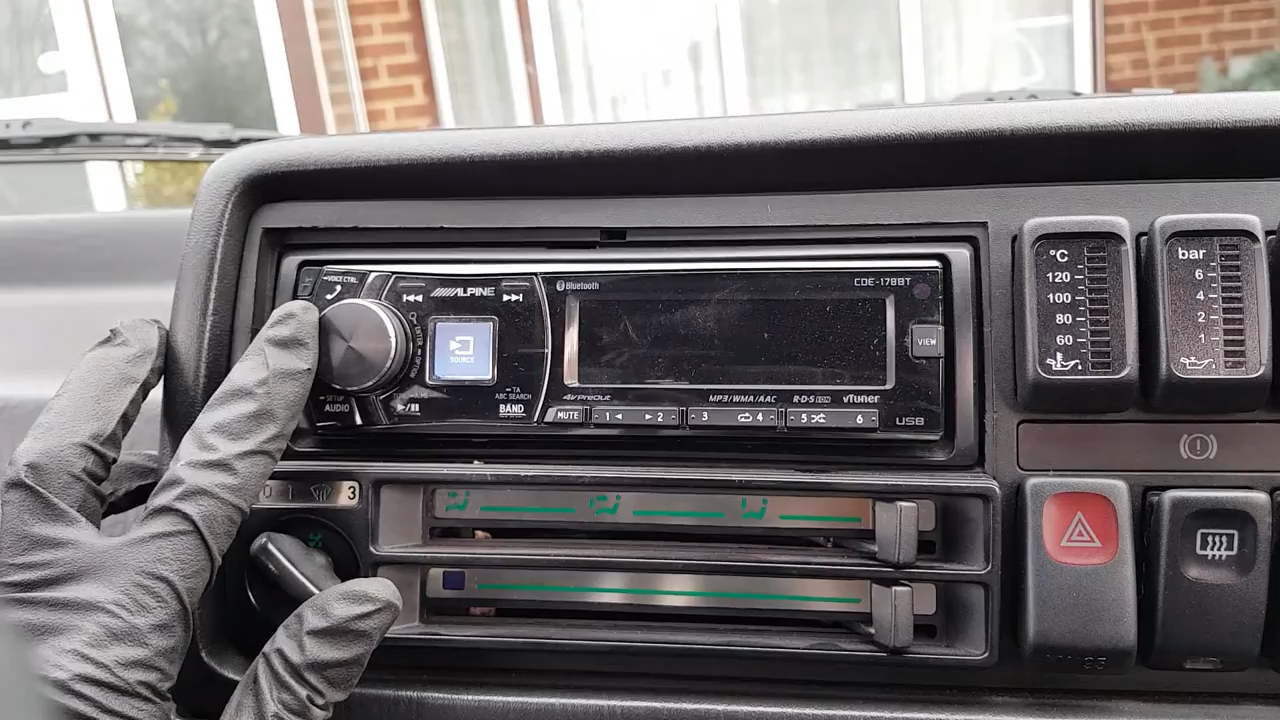 VOICE CTRL
ALPINE
ENTER
OPTION
SOURCE
SETUP
AUDIO
TA
ABC SEARCH
BAND
Bluetooth
CDE-178BT
VIEW
4V PreOut
MP3/WMA/AAC
R·D·S EON
vTuner
MUTE
1
2
3
4
5
6
USB
°C
120
100
80
60
bar
6
4
2
1
0 1 3